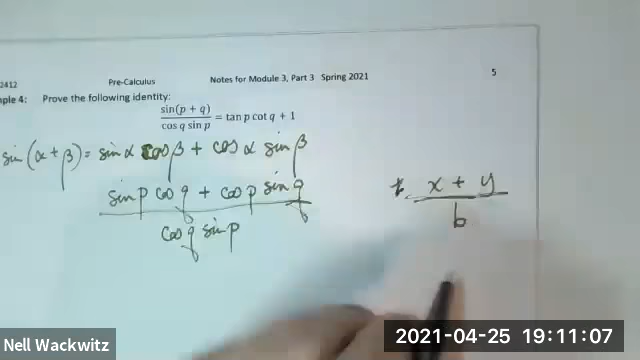 2412 Pre-Calculus Notes for Module 3, Part 3 Spring 2021 5
mple 4: Prove the following identity:
sin(p + q)
cos q sin p
= tan p cot q + 1
sin(α+β) = sin α cos β + cos α sin β
sin p cos q + cos p sin q
cos q sin p
x + y
b
Nell Wackwitz
2021-04-25 19:11:07